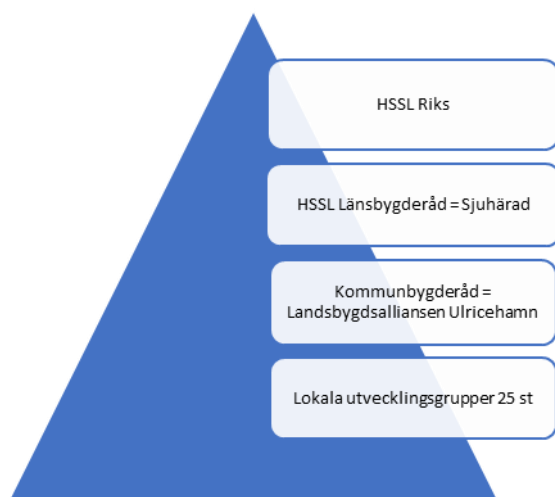 HSSL Riks
HSSL Länsbygderåd = Sjuhärad
Kommunbygderåd =
Landsbygdsalliansen Ulricehamn
Lokala utvecklingsgrupper 25 st